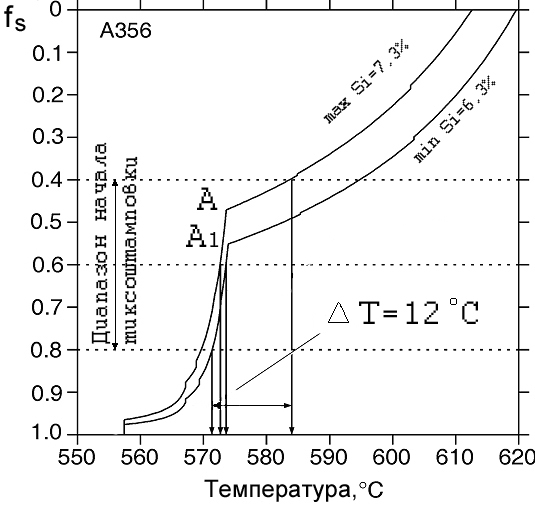 fs
A356
0
0.1
0.2
0.3
0.4
0.5
0.6
0.7
0.8
0.9
1.0
max Si=7,3%
min Si=6,3%
Диапазон начала
тиксоштамповки
A
A1
△ T=12 °C
550
560
570
580
590
600
610
620
Температура,°C